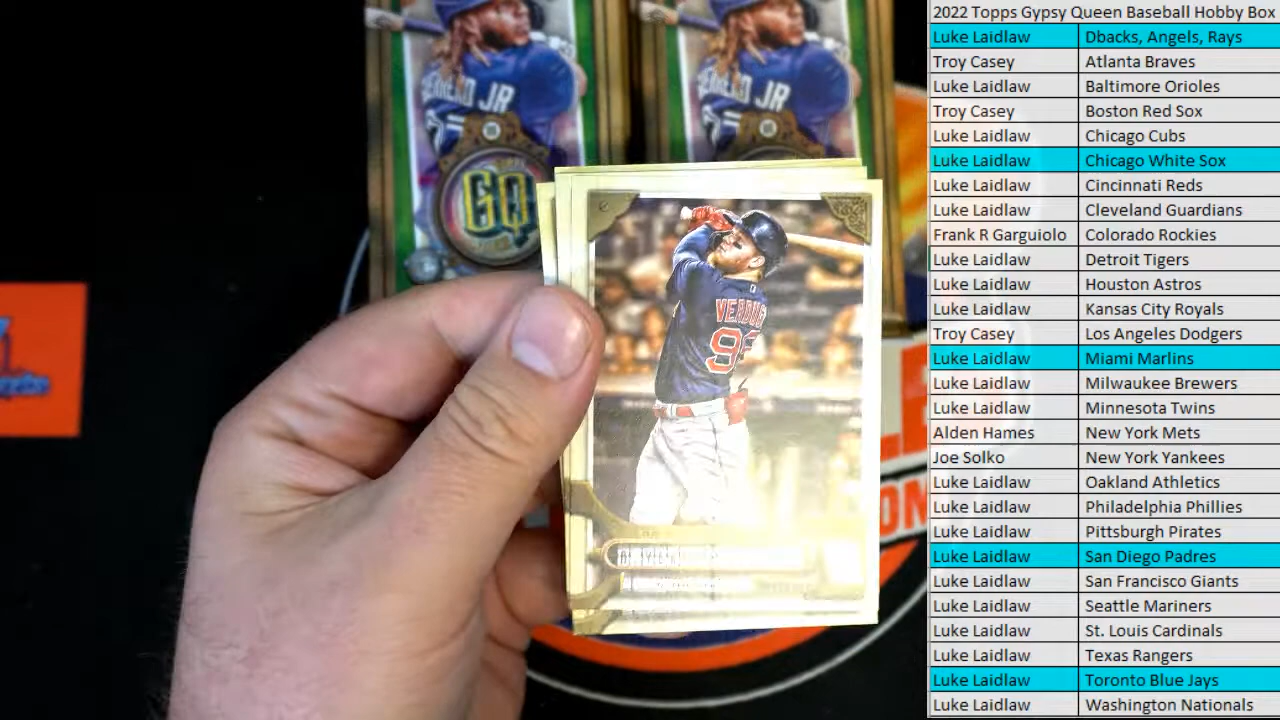 2022 Topps Gypsy Queen Baseball Hobby Box
Luke Laidlaw Dbacks, Angels, Rays
Troy Casey Atlanta Braves
Luke Laidlaw Baltimore Orioles
Troy Casey Boston Red Sox
Luke Laidlaw Chicago Cubs
Luke Laidlaw Chicago White Sox
Luke Laidlaw Cincinnati Reds
Luke Laidlaw Cleveland Guardians
Frank R Garguiolo Colorado Rockies
Luke Laidlaw Detroit Tigers
Luke Laidlaw Houston Astros
Luke Laidlaw Kansas City Royals
Troy Casey Los Angeles Dodgers
Luke Laidlaw Miami Marlins
Luke Laidlaw Milwaukee Brewers
Luke Laidlaw Minnesota Twins
Alden Hames New York Mets
Joe Solko New York Yankees
Luke Laidlaw Oakland Athletics
Luke Laidlaw Philadelphia Phillies
Luke Laidlaw Pittsburgh Pirates
Luke Laidlaw San Diego Padres
Luke Laidlaw San Francisco Giants
Luke Laidlaw Seattle Mariners
Luke Laidlaw St. Louis Cardinals
Luke Laidlaw Texas Rangers
Luke Laidlaw Toronto Blue Jays
Luke Laidlaw Washington Nationals
JR
JR
GQ
ON